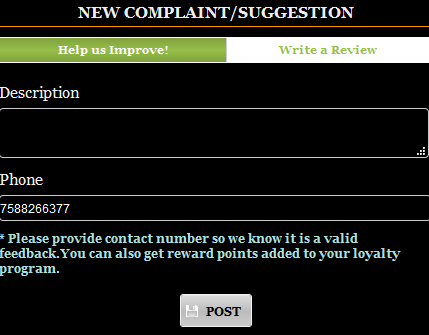 NEW COMPLAINT/SUGGESTION
Help us Improve!
Write a Review
Description
Phone
7588266377
* Please provide contact number so we know it is a valid
feedback.You can also get reward points added to your loyalty
program.
POST